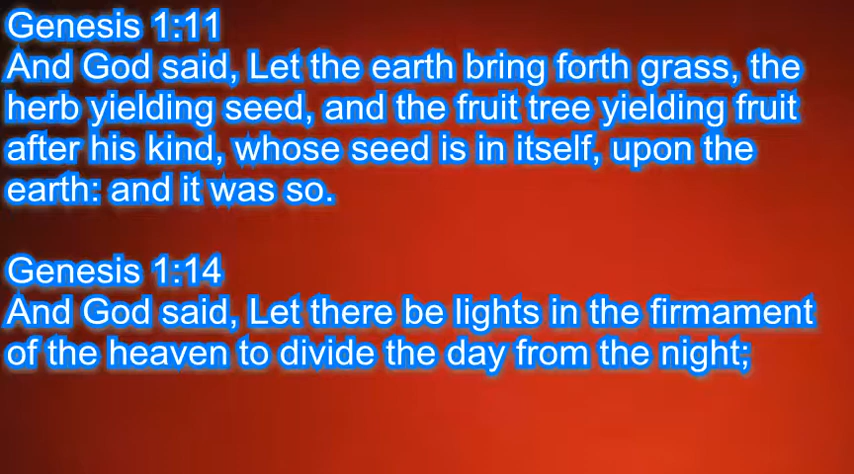 Genesis 1:11
And God said, Let the earth bring forth grass, the
herb yielding seed, and the fruit tree yielding fruit
after his kind, whose seed is in itself, upon the
earth: and it was so.
Genesis 1:14
And God said, Let there be lights in the firmament
of the heaven to divide the day from the night;